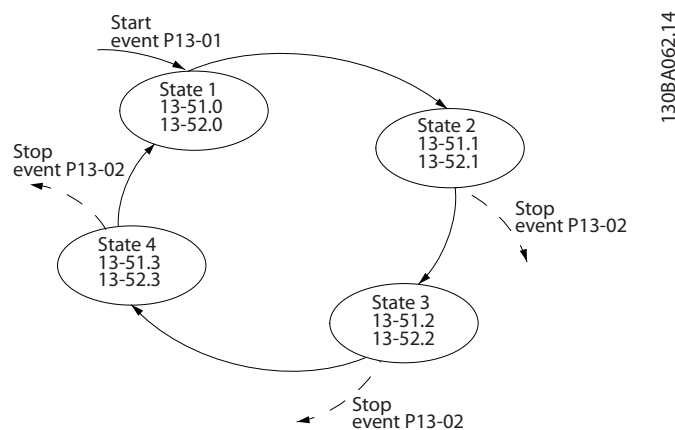 Start
event P13-01
State 1
13-51.0
13-52.0
State 2
13-51.1
13-52.1
Stop
event P13-02
State 3
13-51.2
13-52.2
Stop
event P13-02
State 4
13-51.3
13-52.3
Stop
event P13-02
130BA062.14